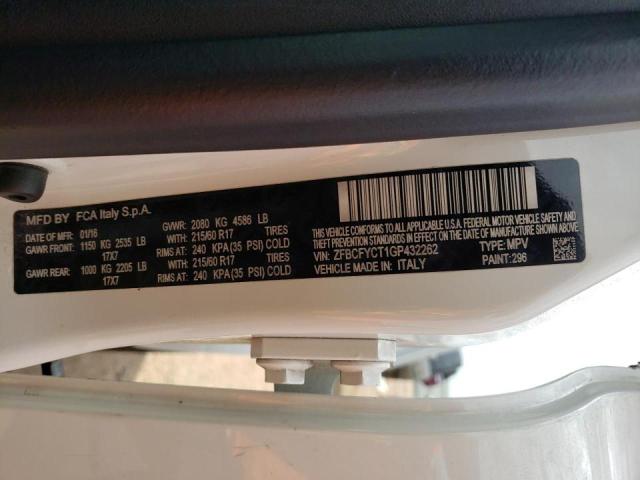 MFD BY FCA Italy S.p.A.
DATE OF MFD: 01/16 GVWR: 2080 KG 4586 LB
GAWR FRONT: 1150 KG 2535 LB WITH: 215/60 R17 TIRES
17X7 RIMS AT: 240 KPA(35 PSI) COLD
GAWR REAR: 1000 KG 2205 LB WITH: 215/60 R17 TIRES
17X7 RIMS AT: 240 KPA(35 PSI) COLD
THIS VEHICLE CONFORMS TO ALL APPLICABLE U.S.A. FEDERAL MOTOR
VEHICLE SAFETY, BUMPER, AND THEFT PREVENTION STANDARDS IN
EFFECT ON THE DATE OF MANUFACTURE SHOWN ABOVE.
VIN: ZFBCFYCT1GP432262 TYPE: MPV
VEHICLE MADE IN: ITALY PAINT: 296